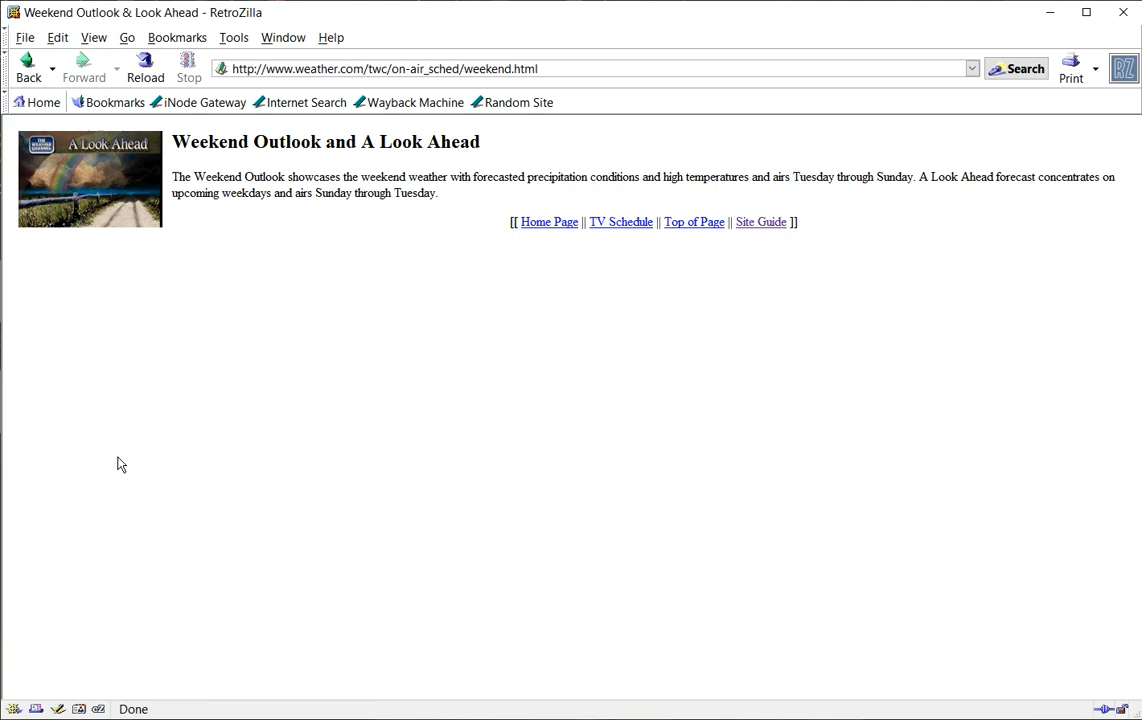 Weekend Outlook & Look Ahead - RetroZilla
File Edit View Go Bookmarks Tools Window Help
Back Forward Reload Stop http://www.weather.com/twc/on-air_sched/weekend.html Search Print RZ
Home Bookmarks iNode Gateway Internet Search Wayback Machine Random Site
THE WEATHER CHANNEL A Look Ahead
Weekend Outlook and A Look Ahead
The Weekend Outlook showcases the weekend weather with forecasted precipitation conditions and high temperatures and airs Tuesday through Sunday. A Look Ahead forecast concentrates on
upcoming weekdays and airs Sunday through Tuesday.
[[ Home Page || TV Schedule || Top of Page || Site Guide ]]
Done